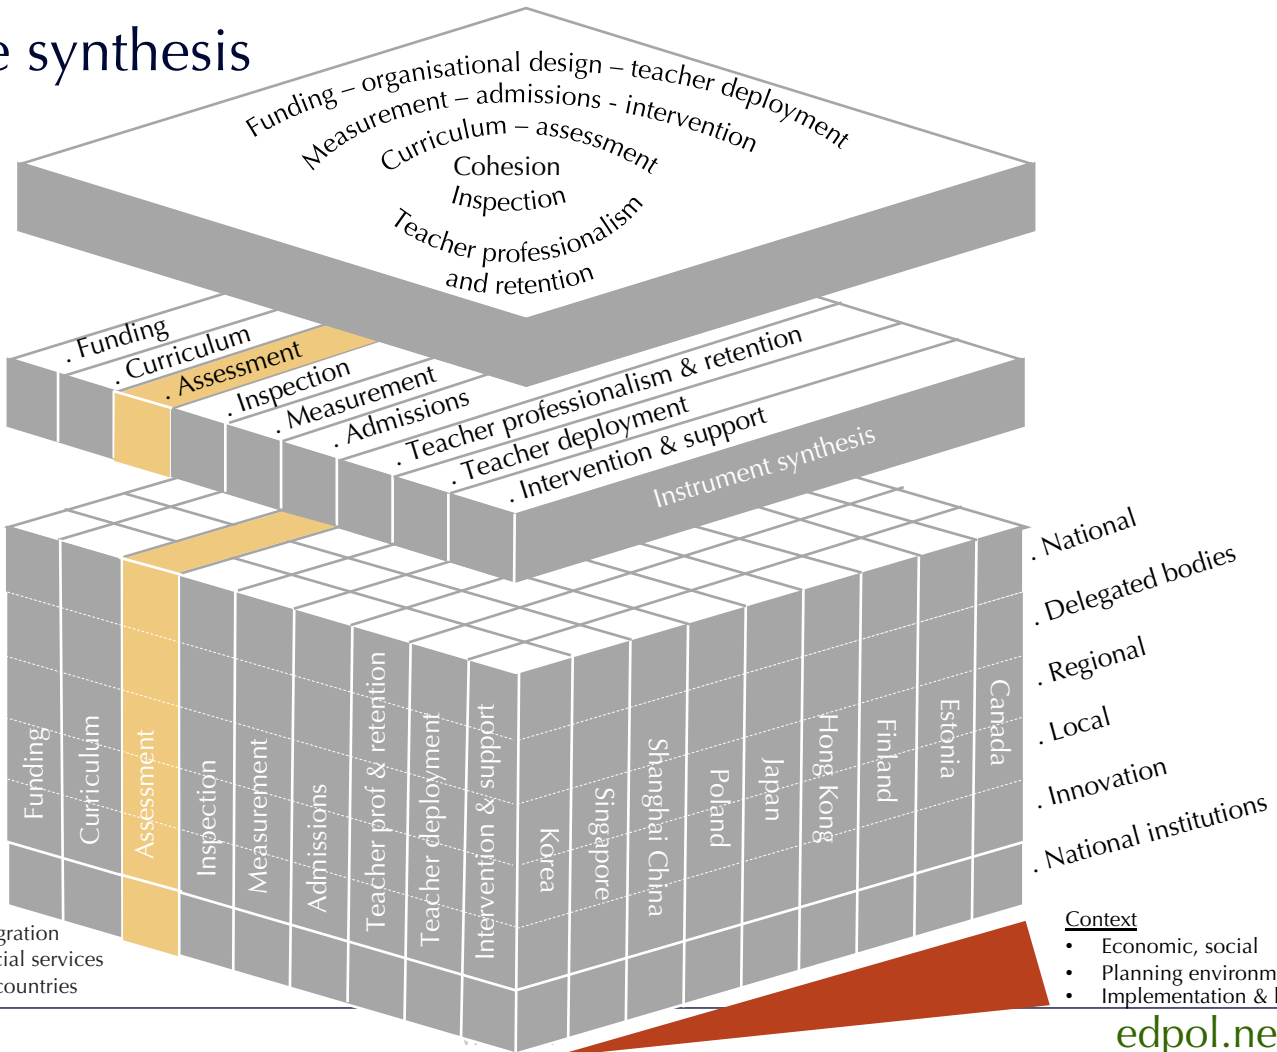 e synthesis
Funding – organisational design – teacher deployment
Measurement – admissions - intervention
Curriculum – assessment
Cohesion
Inspection
Teacher professionalism
and retention
. Funding
. Curriculum
. Assessment
. Inspection
. Measurement
. Admissions
. Teacher professionalism & retention
. Teacher deployment
. Intervention & support
Instrument synthesis
. National
. Delegated bodies
. Regional
. Local
. Innovation
. National institutions
Funding
Curriculum
Assessment
Inspection
Measurement
Admissions
Teacher prof & retention
Teacher deployment
Intervention & support
Korea
Singapore
Shanghai China
Poland
Japan
Hong Kong
Finland
Estonia
Canada
gration
cial services
countries
Context
• Economic, social
• Planning environm
• Implementation &
edpol.ne